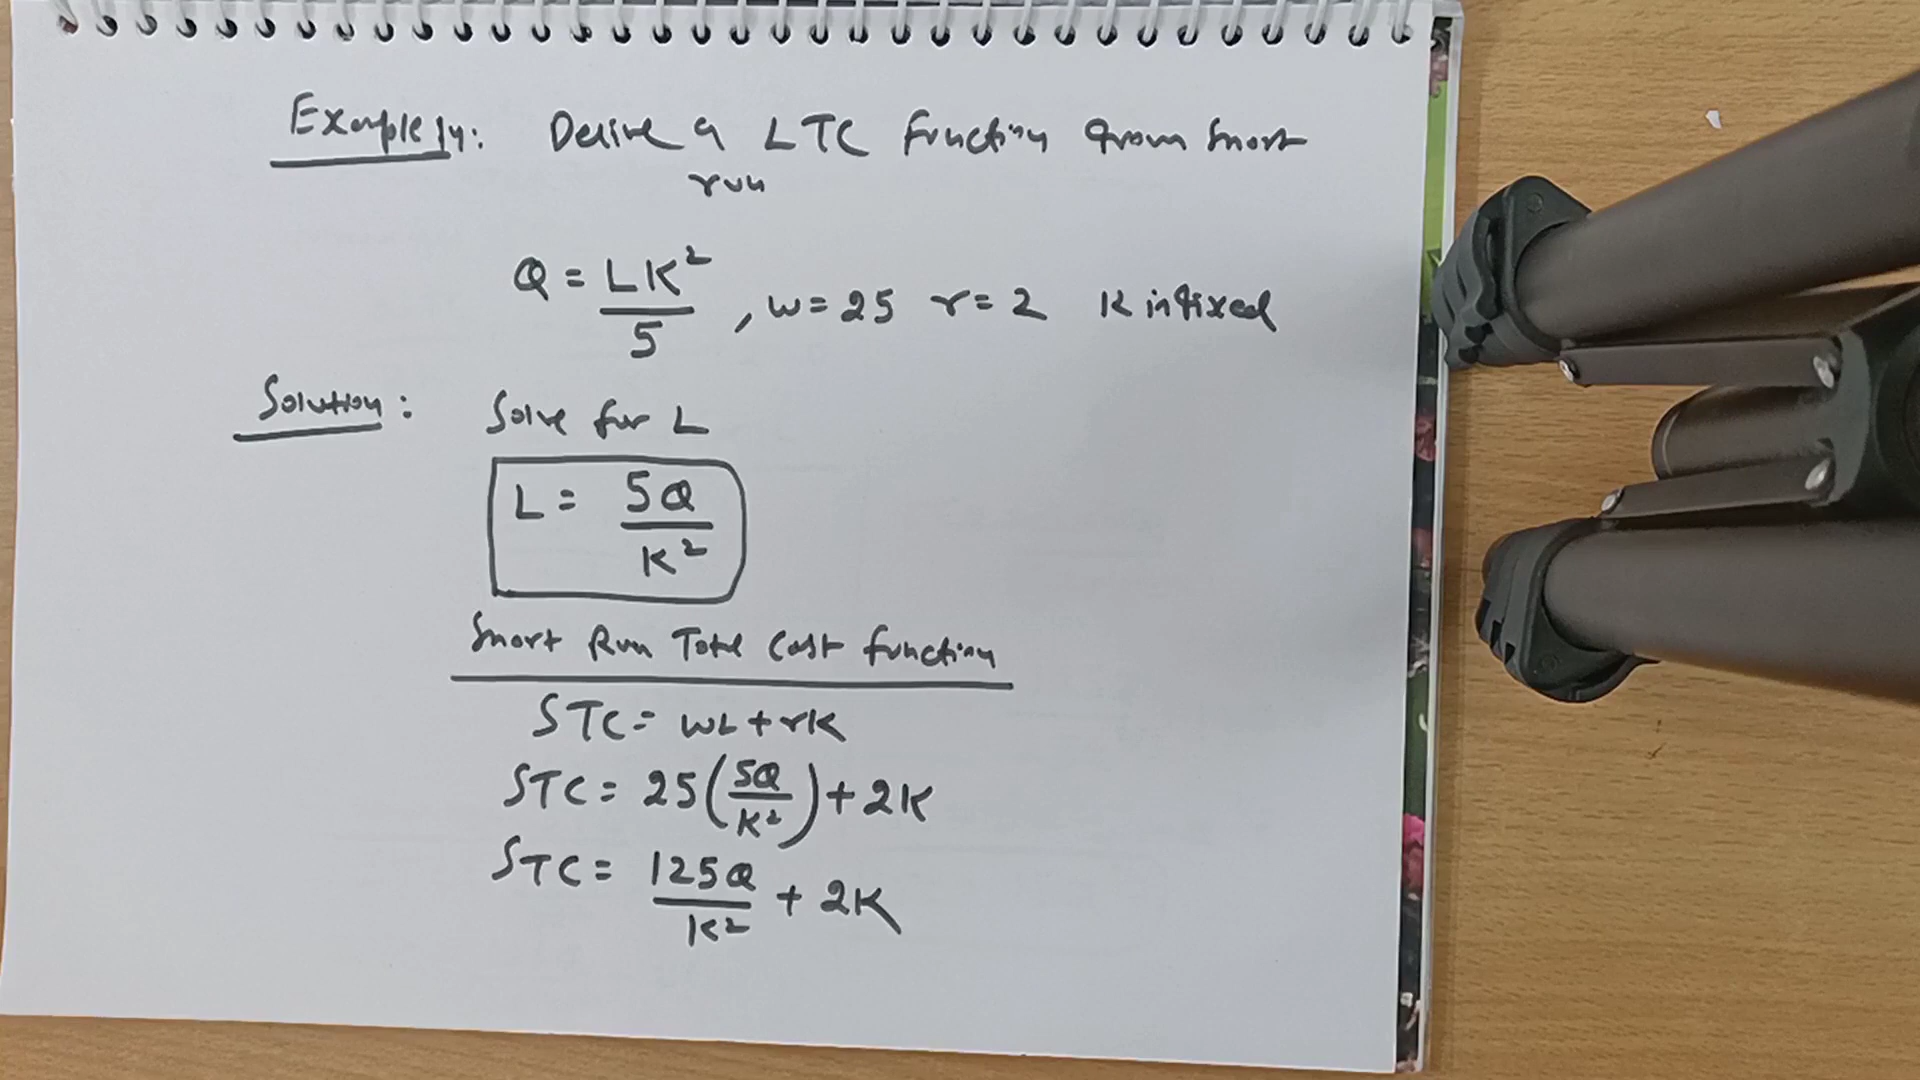 Example 14: Derive a LTC function from short
run
Q = LK²/5, w = 25 r = 2 K is fixed
Solution: Solve for L
L = 5Q/K²
Short Run Total Cost function
STC = wL + rK
STC = 25(5Q/K²) + 2K
STC = 125Q/K² + 2K